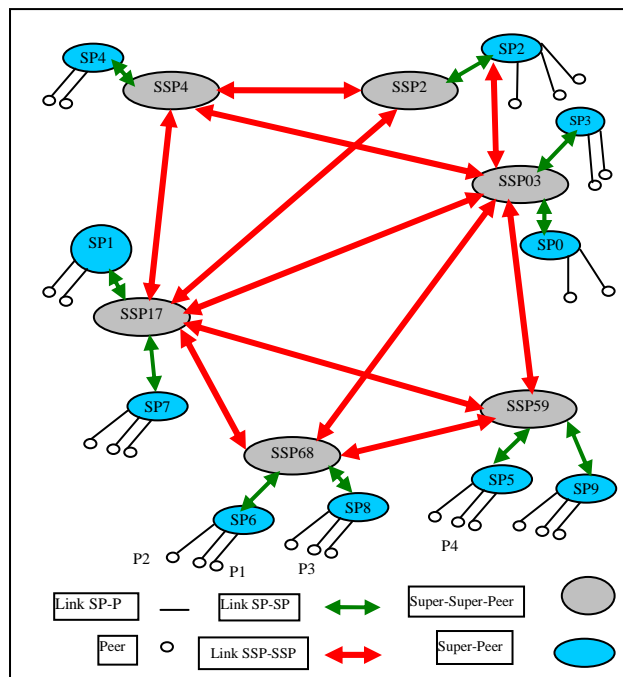 SP4
SSP4
SSP2
SP2
SP3
SSP03
SP0
SP1
SSP17
SP7
SSP59
SSP68
SP5
SP9
SP6
SP8
P2
P1
P3
P4
Link SP-P
Link SP-SP
Super-Super-Peer
Peer
Link SSP-SSP
Super-Peer